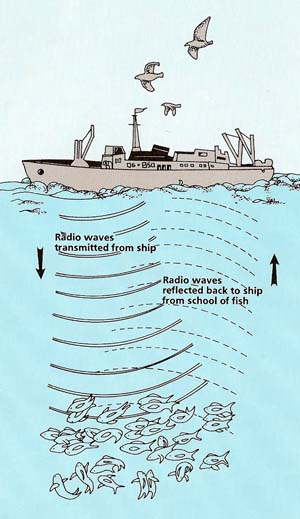 Radio waves
transmitted from ship
Radio waves
reflected back to ship
from school of fish